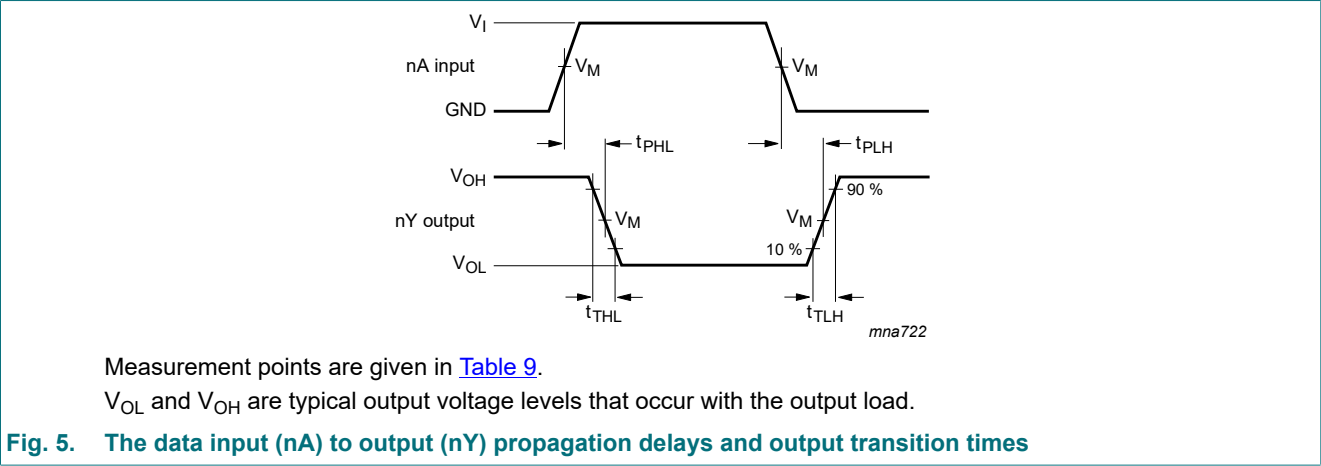 VI
nA input
VM
VM
GND
tPHL
tPLH
VOH
90 %
nY output
VM
VM
10 %
VOL
tTHL
tTLH
mna722
Measurement points are given in Table 9.
VOL and VOH are typical output voltage levels that occur with the output load.
Fig. 5. The data input (nA) to output (nY) propagation delays and output transition times